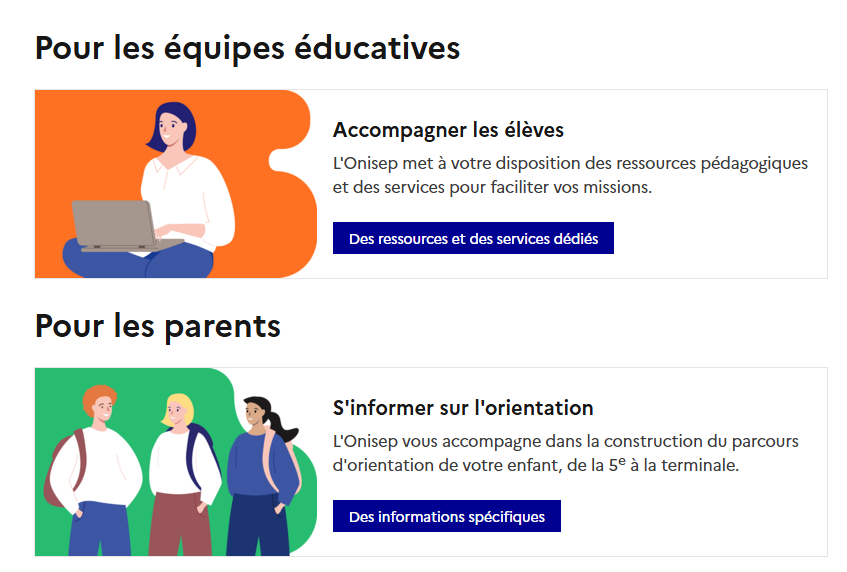 Pour les équipes éducatives
Accompagner les élèves
L'Onisep met à votre disposition des ressources pédagogiques
et des services pour faciliter vos missions.
Des ressources et des services dédiés
Pour les parents
S'informer sur l'orientation
L'Onisep vous accompagne dans la construction du parcours
d'orientation de votre enfant, de la 5ᵉ à la terminale.
Des informations spécifiques